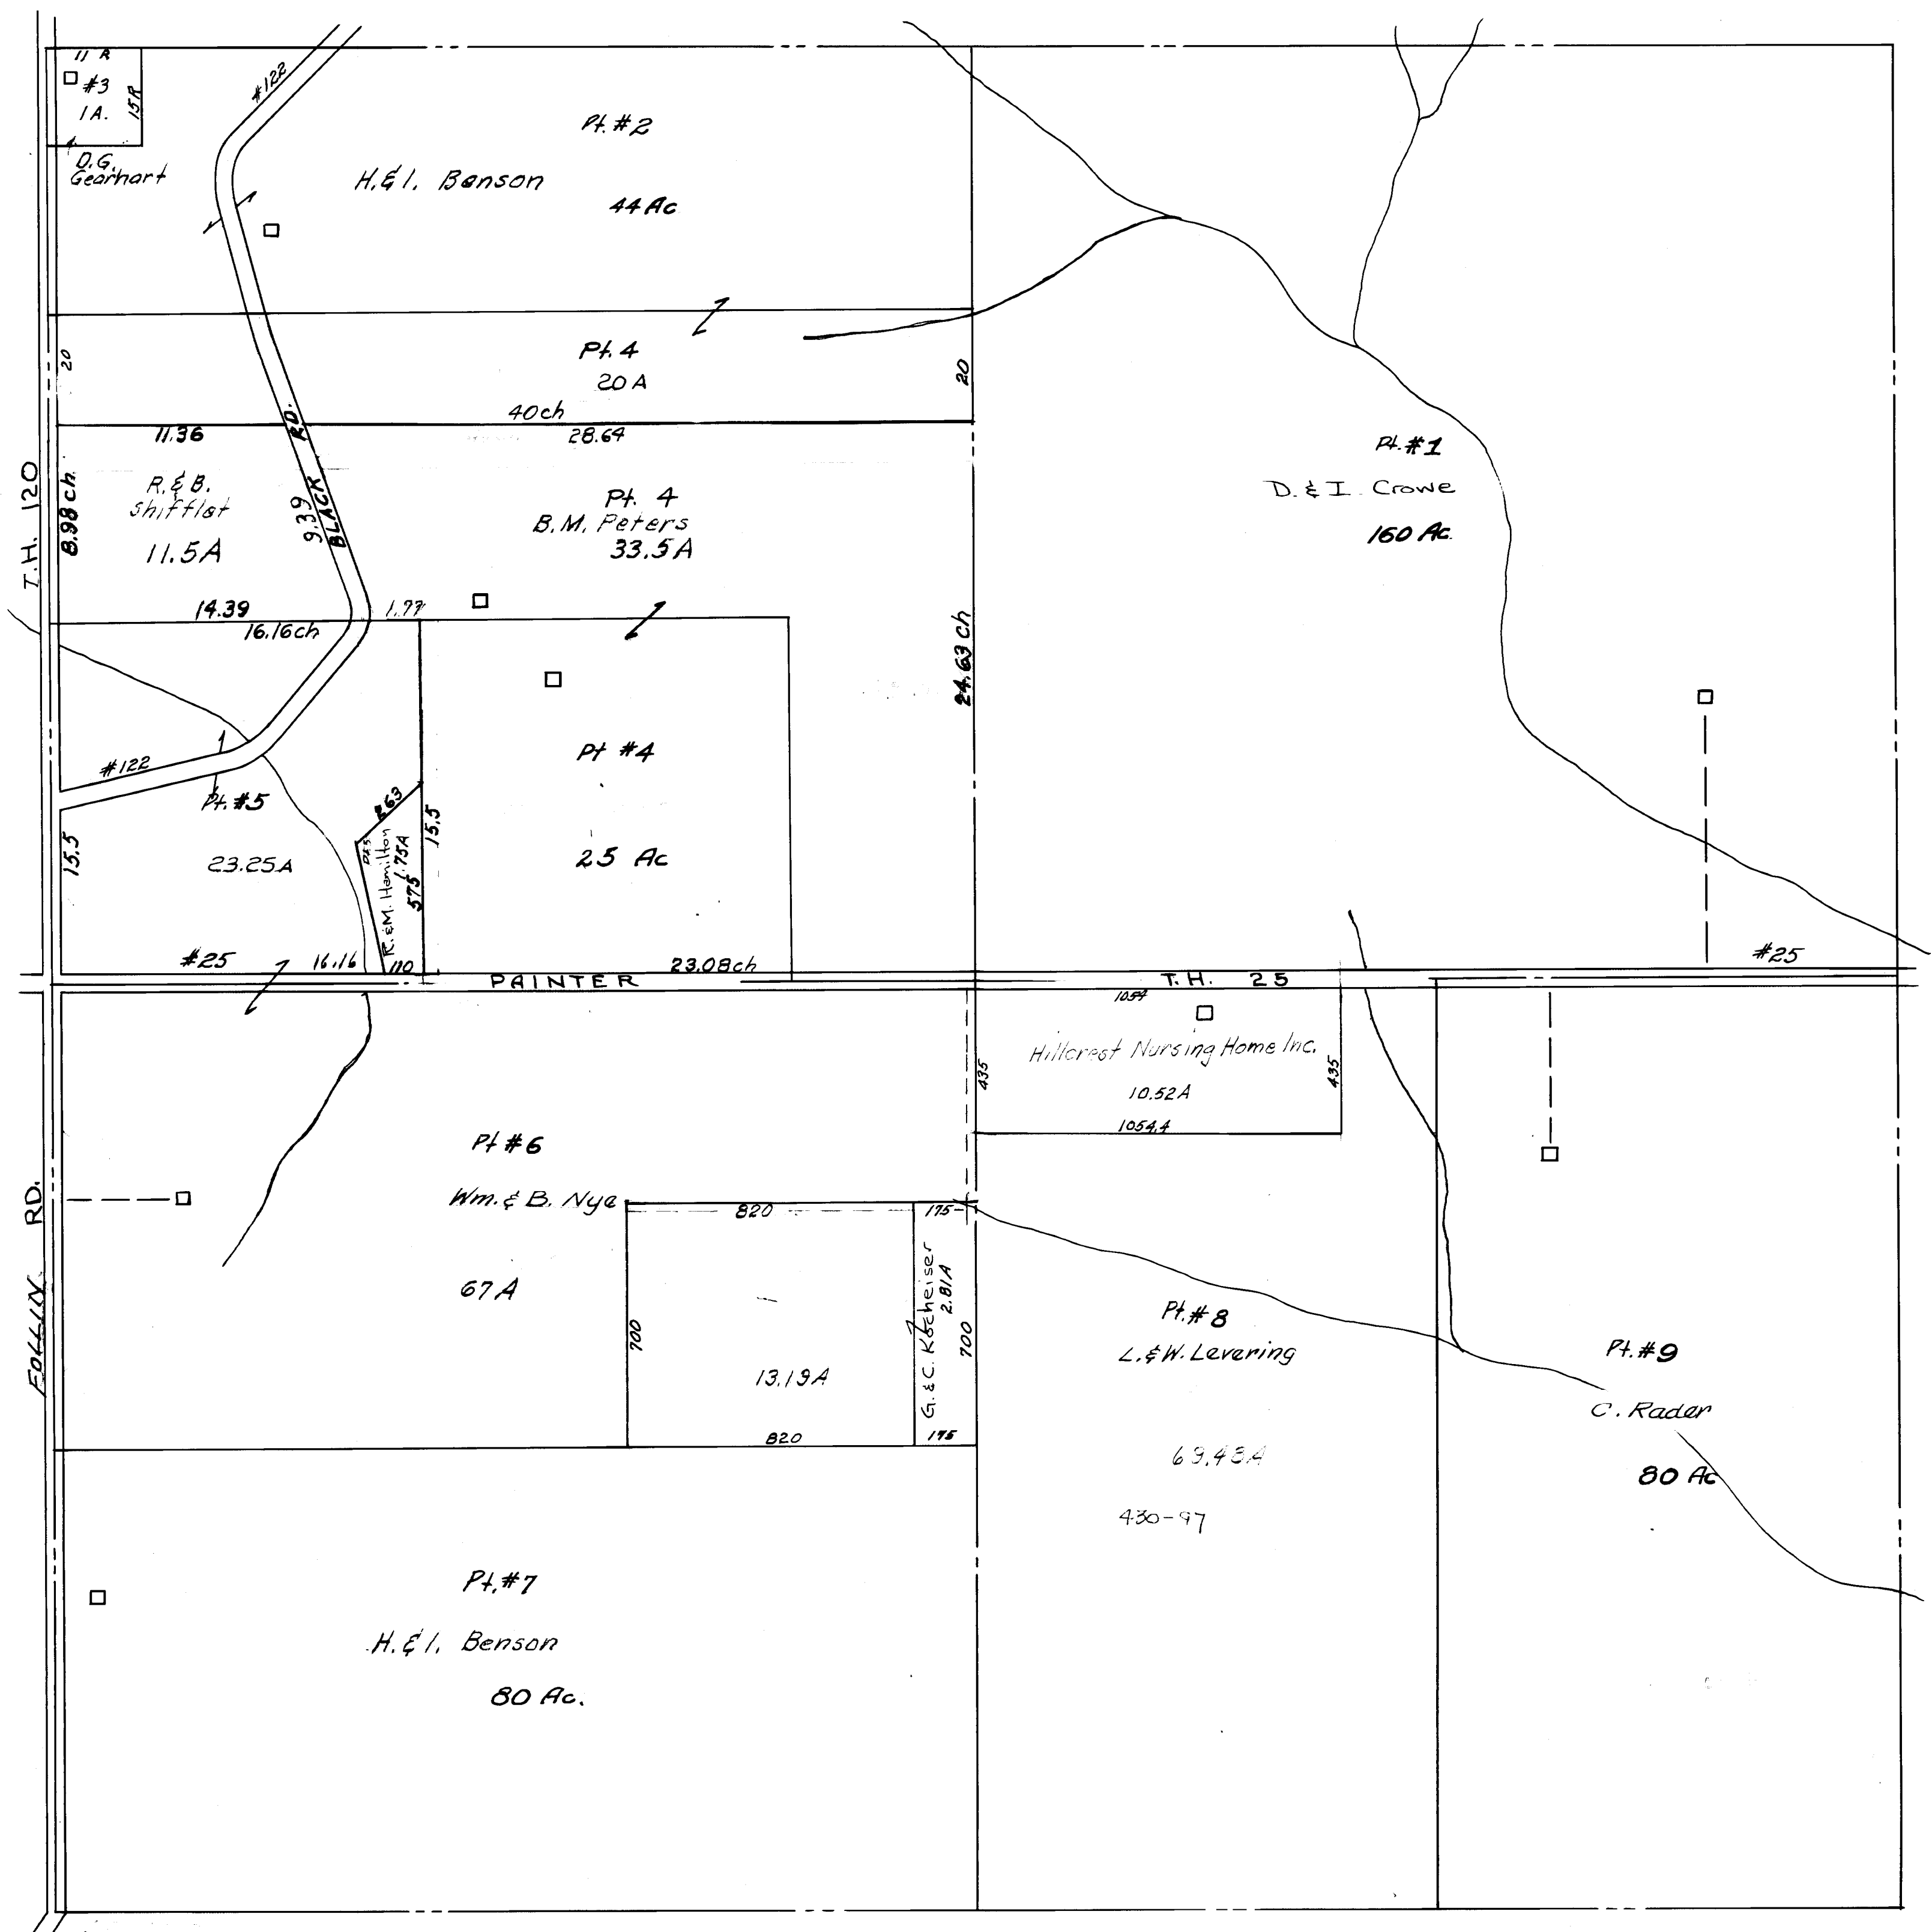 11 R
#3
1A.
15R
D.G.
Gearhart
#122
Pt. #2
H.&I. Benson
44 Ac
20
Pt. 4
20 A
20
40ch
11.36
28.64
T.H. 120
8.98 ch.
R.& B.
Shifflet
11.5A
BLACK RD.
9.39
Pt. 4
B.M. Peters
33.5A
Pt. #1
D. & I. Crowe
160 Ac.
14.39
1.77
16.16ch
24.63 ch
#122
Pt. #5
15.5
23.25A
263
R. & M. Hamilton
1.75A
575
15.5
Pt #4
25 Ac
#25
16.16
110
23.08ch
#25
PAINTER
T.H. 25
1054
Hillcrest Nursing Home Inc.
435
435
10.52A
1054.4
FOLLIN RD.
Pt #6
Wm. & B. Nye
67 A
820
175
700
13.19A
G. & C. Kocheiser
2.81A
700
820
175
Pt. #8
L. & W. Levering
69.48A
430-97
Pt. #9
C. Rader
80 Ac
Pt. #7
H. & I. Benson
80 Ac.